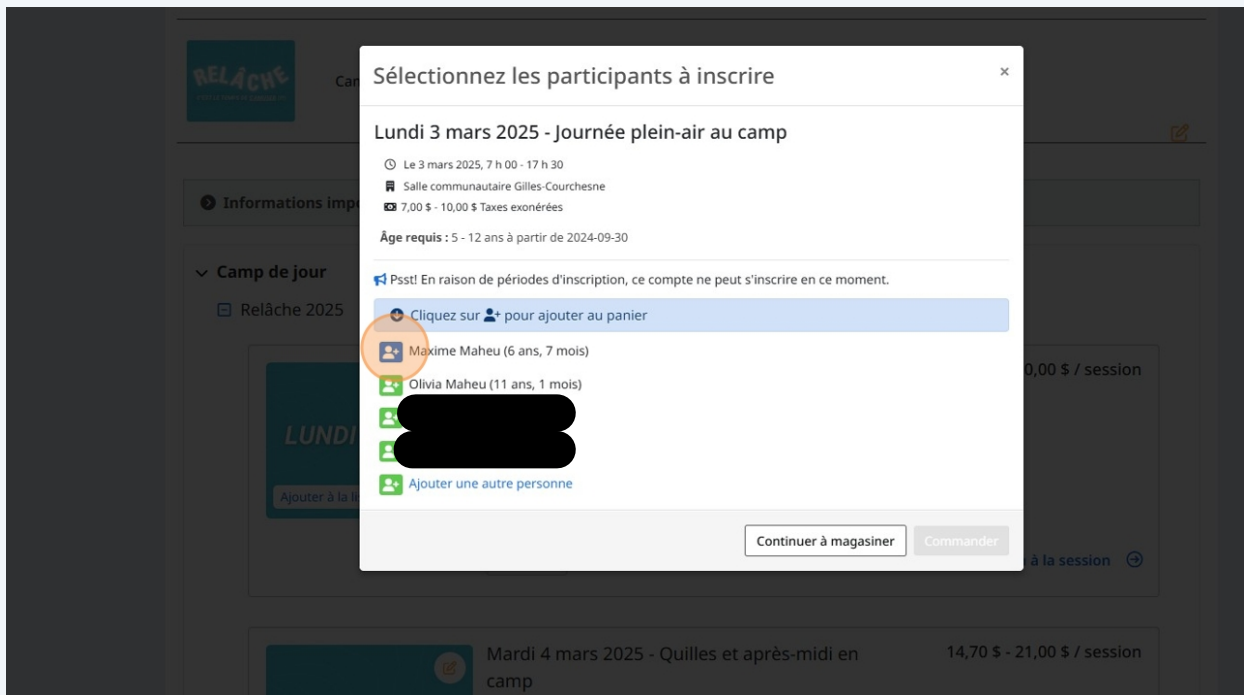 RELÂCHE
Sélectionnez les participants à inscrire
×
Lundi 3 mars 2025 - Journée plein-air au camp
Le 3 mars 2025, 7 h 00 - 17 h 30
Salle communautaire Gilles-Courchesne
7,00 $ - 10,00 $ Taxes exonérées
Âge requis : 5 - 12 ans à partir de 2024-09-30
Psst! En raison de périodes d'inscription, ce compte ne peut s'inscrire en ce moment.
Cliquez sur pour ajouter au panier
Maxime Maheu (6 ans, 7 mois)
Olivia Maheu (11 ans, 1 mois)
Ajouter une autre personne
Continuer à magasiner
Commander
Informations
Camp de jour
Relâche 2025
0,00 $ / session
LUNDI
Ajouter à la
à la session
Mardi 4 mars 2025 - Quilles et après-midi en
camp
14,70 $ - 21,00 $ / session